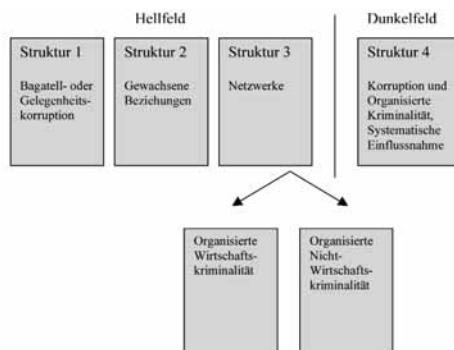 Hellfeld
Dunkelfeld
Struktur 1
Bagatell- oder
Gelegenheits-
korruption
Struktur 2
Gewachsene
Beziehungen
Struktur 3
Netzwerke
Struktur 4
Korruption und
Organisierte
Kriminalität,
Systematische
Einflussnahme
Organisierte
Wirtschafts-
kriminalität
Organisierte
Nicht-
Wirtschafts-
kriminalität